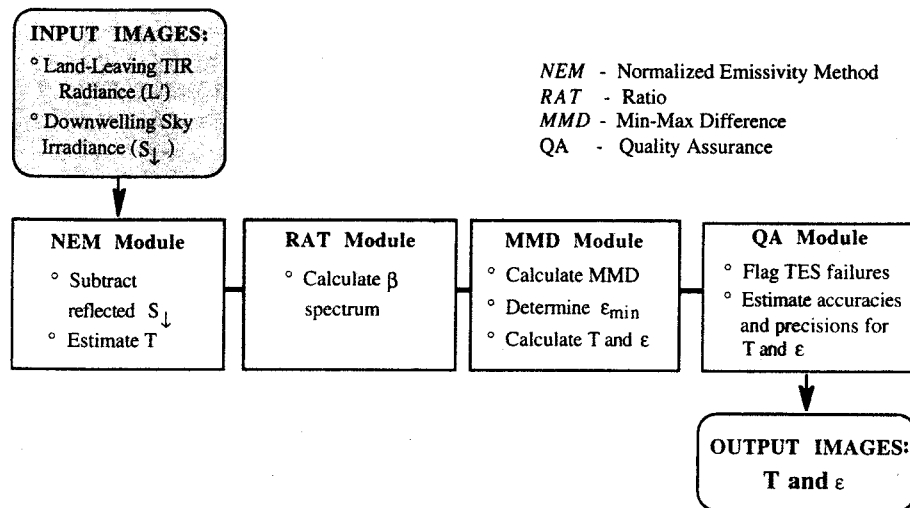 INPUT IMAGES:
° Land-Leaving TIR
Radiance (L')
° Downwelling Sky
Irradiance (S↓)
NEM - Normalized Emissivity Method
RAT - Ratio
MMD - Min-Max Difference
QA - Quality Assurance
NEM Module
° Subtract
reflected S↓
° Estimate T
RAT Module
° Calculate β
spectrum
MMD Module
° Calculate MMD
° Determine εmin
° Calculate T and ε
QA Module
° Flag TES failures
° Estimate accuracies
and precisions for
T and ε
OUTPUT IMAGES:
T and ε